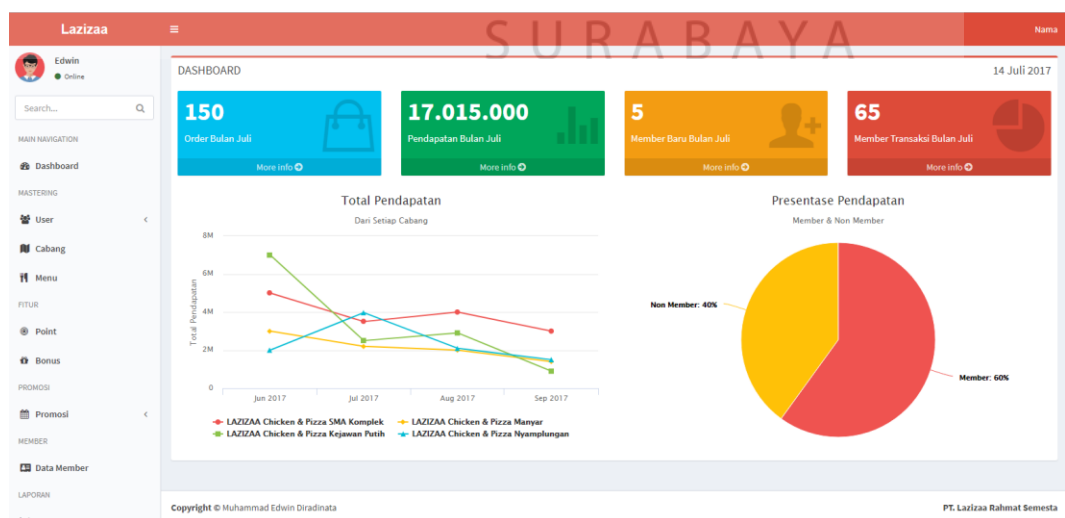 SURABAYA
Lazizaa
Nama
Edwin
Online
Search...
MAIN NAVIGATION
Dashboard
MASTERING
User
Cabang
Menu
FITUR
Point
Bonus
PROMOSI
Promosi
MEMBER
Data Member
LAPORAN
DASHBOARD
14 Juli 2017
150
Order Bulan Juli
More info
17.015.000
Pendapatan Bulan Juli
More info
5
Member Baru Bulan Juli
More info
65
Member Transaksi Bulan Juli
More info
Total Pendapatan
Dari Setiap Cabang
Total Pendapatan
8M
6M
4M
2M
0
Jun 2017
Jul 2017
Aug 2017
Sep 2017
LAZIZAA Chicken & Pizza SMA Komplek
LAZIZAA Chicken & Pizza Manyar
LAZIZAA Chicken & Pizza Kejawan Putih
LAZIZAA Chicken & Pizza Nyamplungan
Presentase Pendapatan
Member & Non Member
Non Member: 40%
Member: 60%
Copyright © Muhammad Edwin Diradinata
PT. Lazizaa Rahmat Semesta